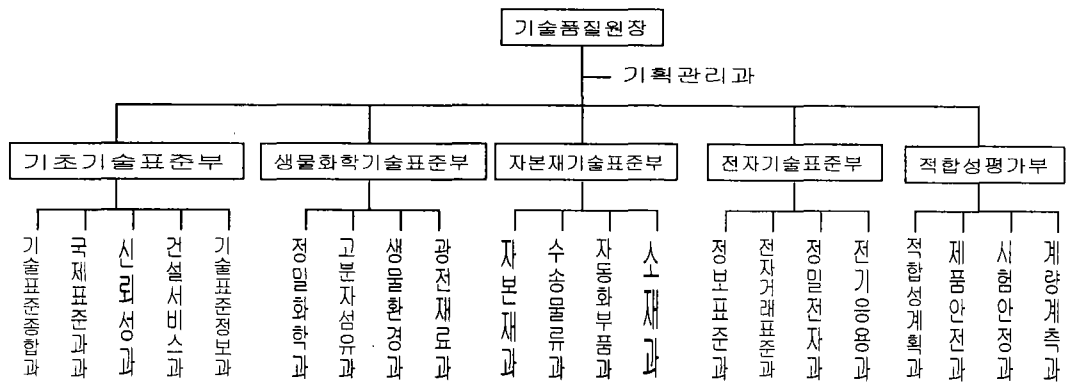 기술품질원장
기획관리과
기초기술표준부
생물화학기술표준부
자본재기술표준부
전자기술표준부
적합성평가부
기술표준종합과
국제표준과과
신뢰성과
건설서비스과
기술표준정보과
정밀화학과
고분자섬유과
생물환경과
광전재료과
자본재과
수송물류과
자동화부품과
소재과
정보표준과
전자거래표준과
정밀전자과
전기응용과
적합성계획과
제품안전과
시험안정과
계량계측과